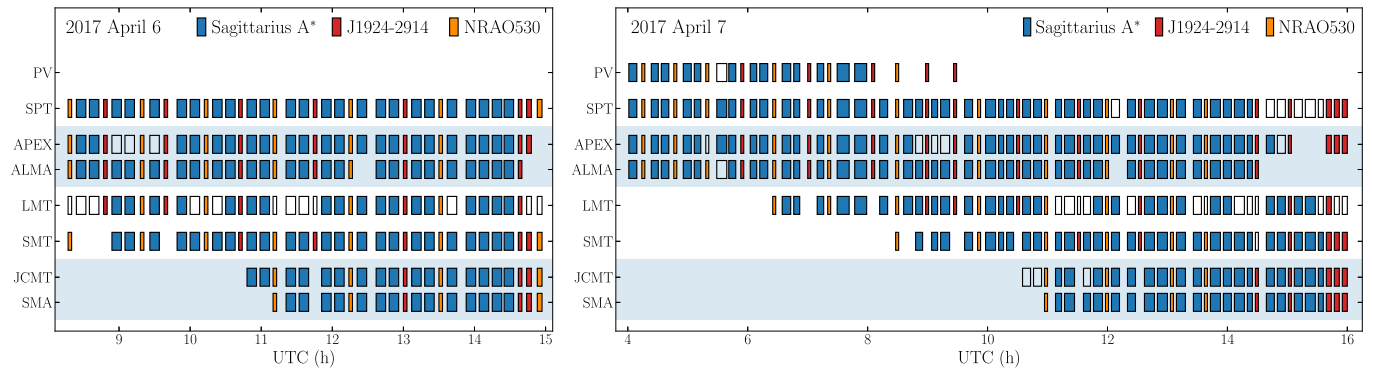 2017 April 6 Sagittarius A* J1924-2914 NRAO530
2017 April 7 Sagittarius A* J1924-2914 NRAO530
PV
SPT
APEX
ALMA
LMT
SMT
JCMT
SMA
9 10 11 12 13 14 15
UTC (h)
PV
SPT
APEX
ALMA
LMT
SMT
JCMT
SMA
4 6 8 10 12 14 16
UTC (h)